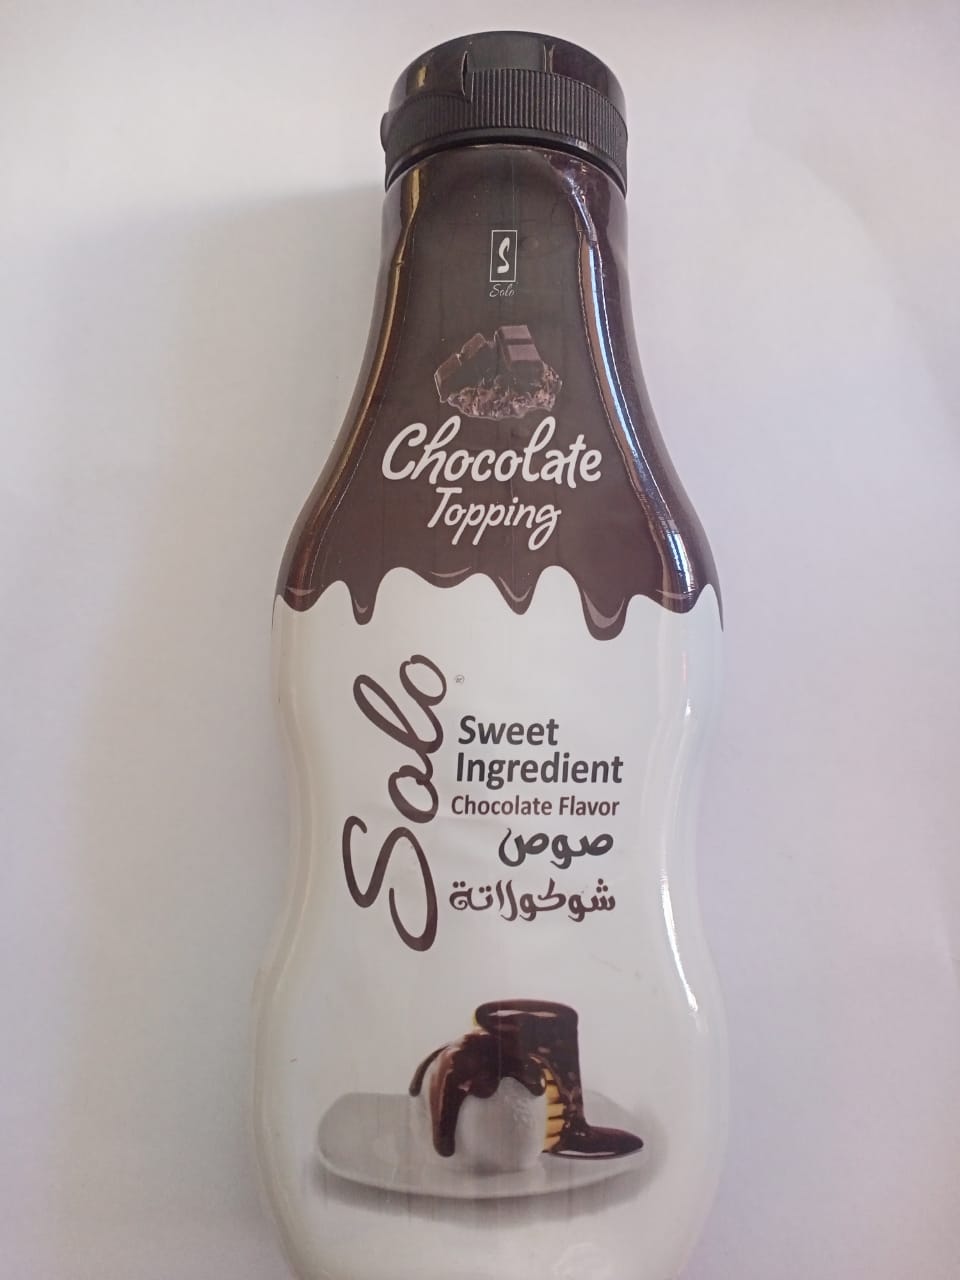 Solo
Chocolate
Topping
Solo
Sweet
Ingredient
Chocolate Flavor
صوص
شوكولاتة